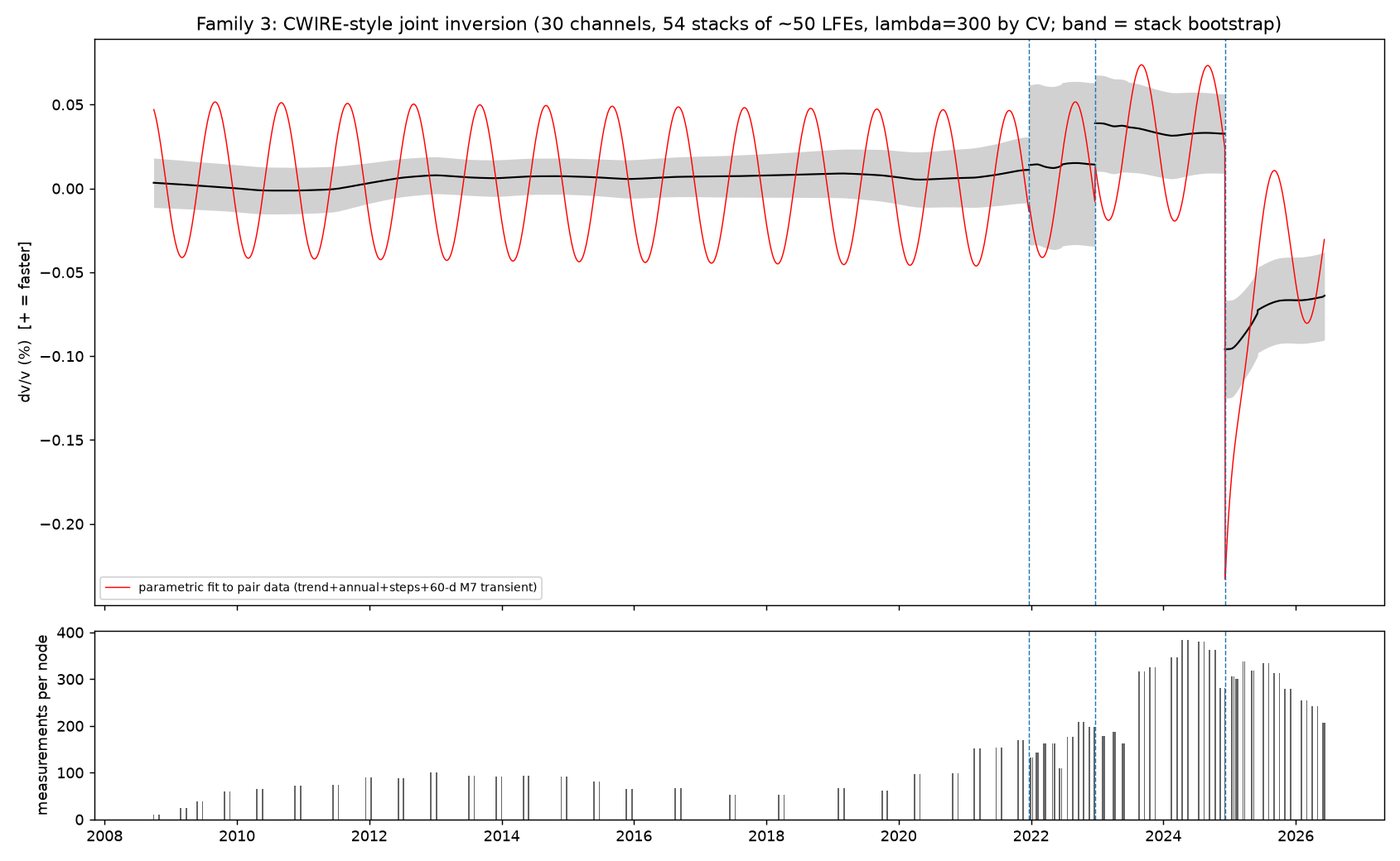 Family 3: CWIRE-style joint inversion (30 channels, 54 stacks of ~50 LFEs, lambda=300 by CV; band = stack bootstrap)
dv/v (%)  [+ = faster]
0.05
0.00
−0.05
−0.10
−0.15
−0.20
parametric fit to pair data (trend+annual+steps+60-d M7 transient)
measurements per node
400
300
200
100
0
2008 2010 2012 2014 2016 2018 2020 2022 2024 2026